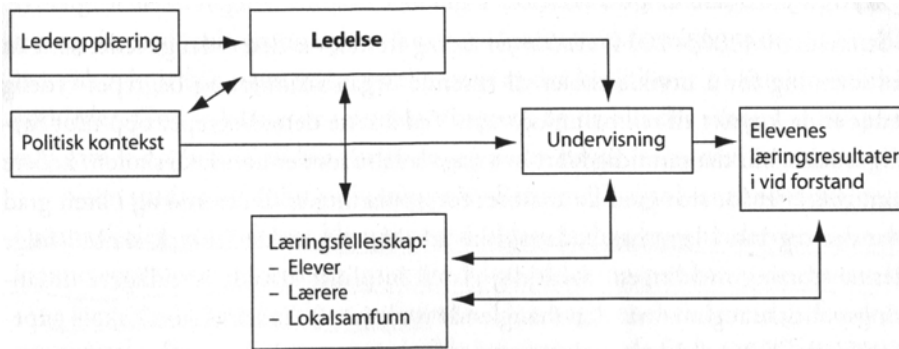 Lederopplæring
Ledelse
Politisk kontekst
Undervisning
Elevenes
læringsresultater
i vid forstand
Læringsfellesskap:
– Elever
– Lærere
– Lokalsamfunn